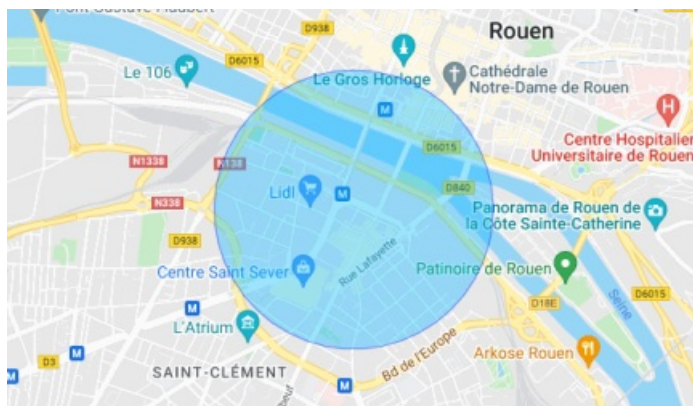 Pont Gustave Flaubert
D938
Rouen
Le 106
D6015
Le Gros Horloge
Cathédrale
Notre-Dame de Rouen
M
H
Centre Hospitalier
Universitaire de Rouen
D6015
N1338
N138
Lidl
M
D840
N338
Panorama de Rouen de
la Côte Sainte-Catherine
D938
Rue Lafayette
Centre Saint Sever
Patinoire de Rouen
Seine
D6015
D18E
M
L'Atrium
Bd de l'Europe
Arkose Rouen
D3
M
SAINT-CLÉMENT
M
M
beuf